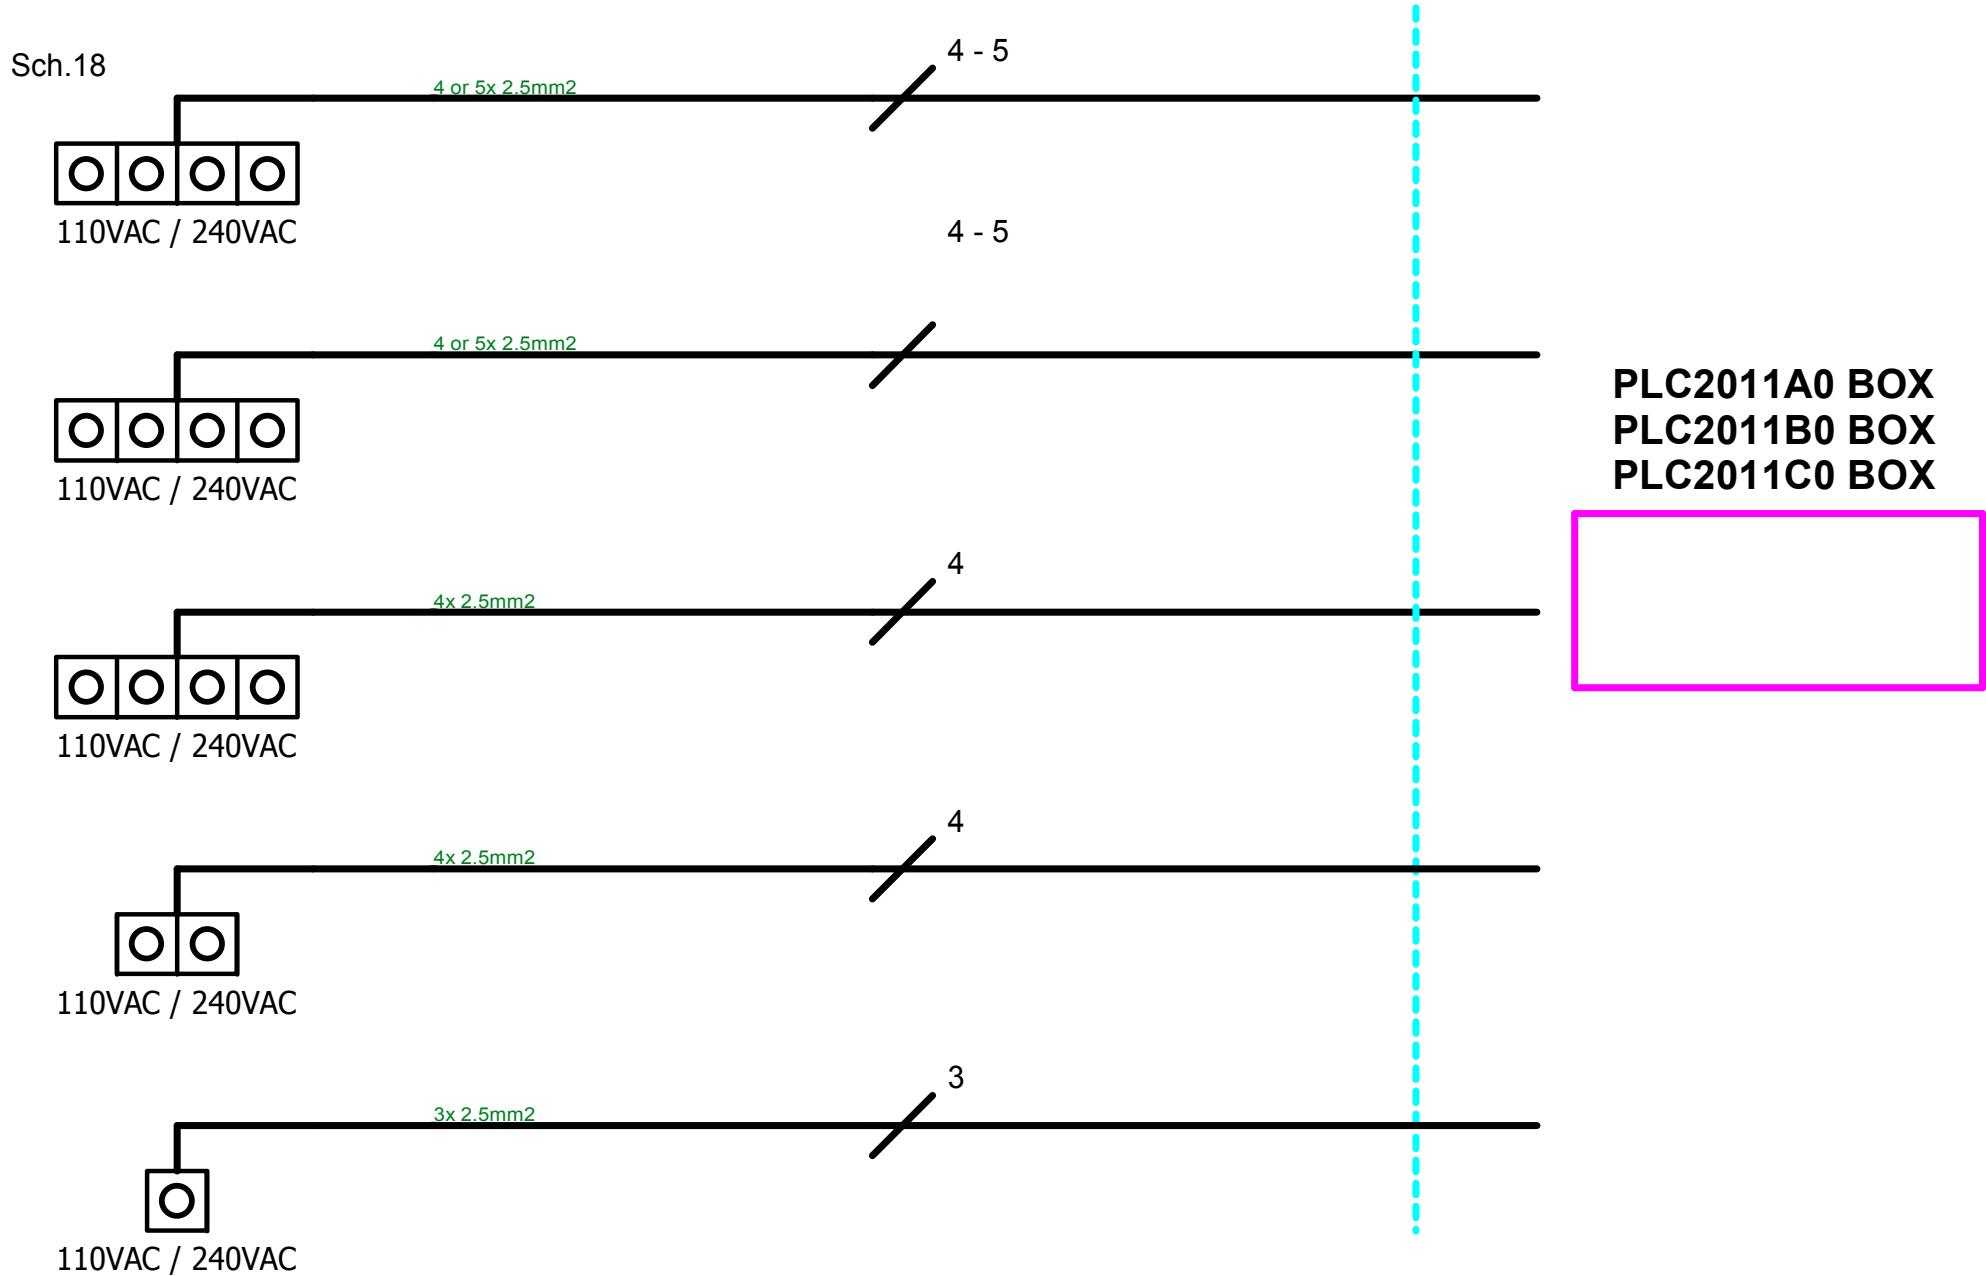 Sch.18
4 - 5
4 or 5x 2.5mm2
110VAC / 240VAC
4 - 5
4 or 5x 2.5mm2
110VAC / 240VAC
PLC2011A0 BOX
PLC2011B0 BOX
PLC2011C0 BOX
4
4x 2.5mm2
110VAC / 240VAC
4
4x 2.5mm2
110VAC / 240VAC
3
3x 2.5mm2
110VAC / 240VAC